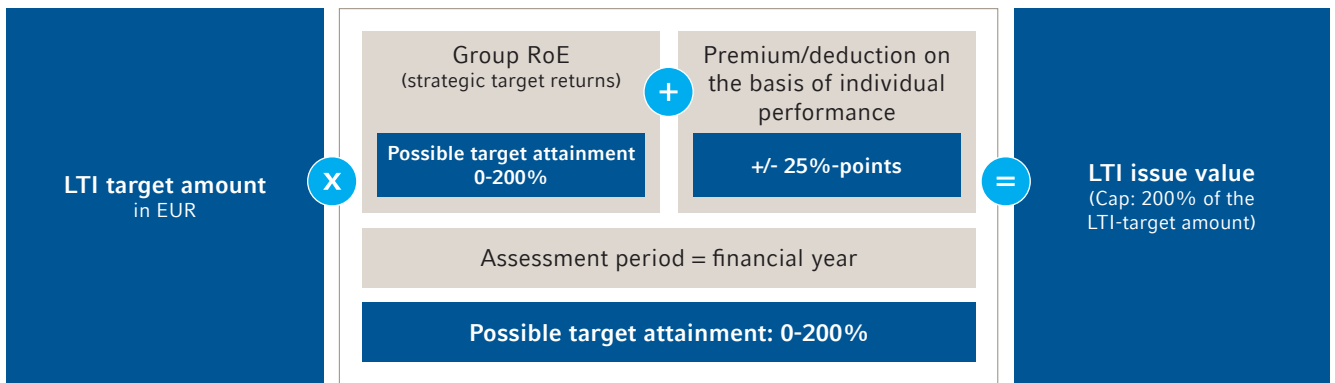 LTI target amount
in EUR
x
Group RoE
(strategic target returns)
Possible target attainment
0-200%
+
Premium/deduction on
the basis of individual
performance
+/- 25%-points
Assessment period = financial year
Possible target attainment: 0-200%
=
LTI issue value
(Cap: 200% of the
LTI-target amount)